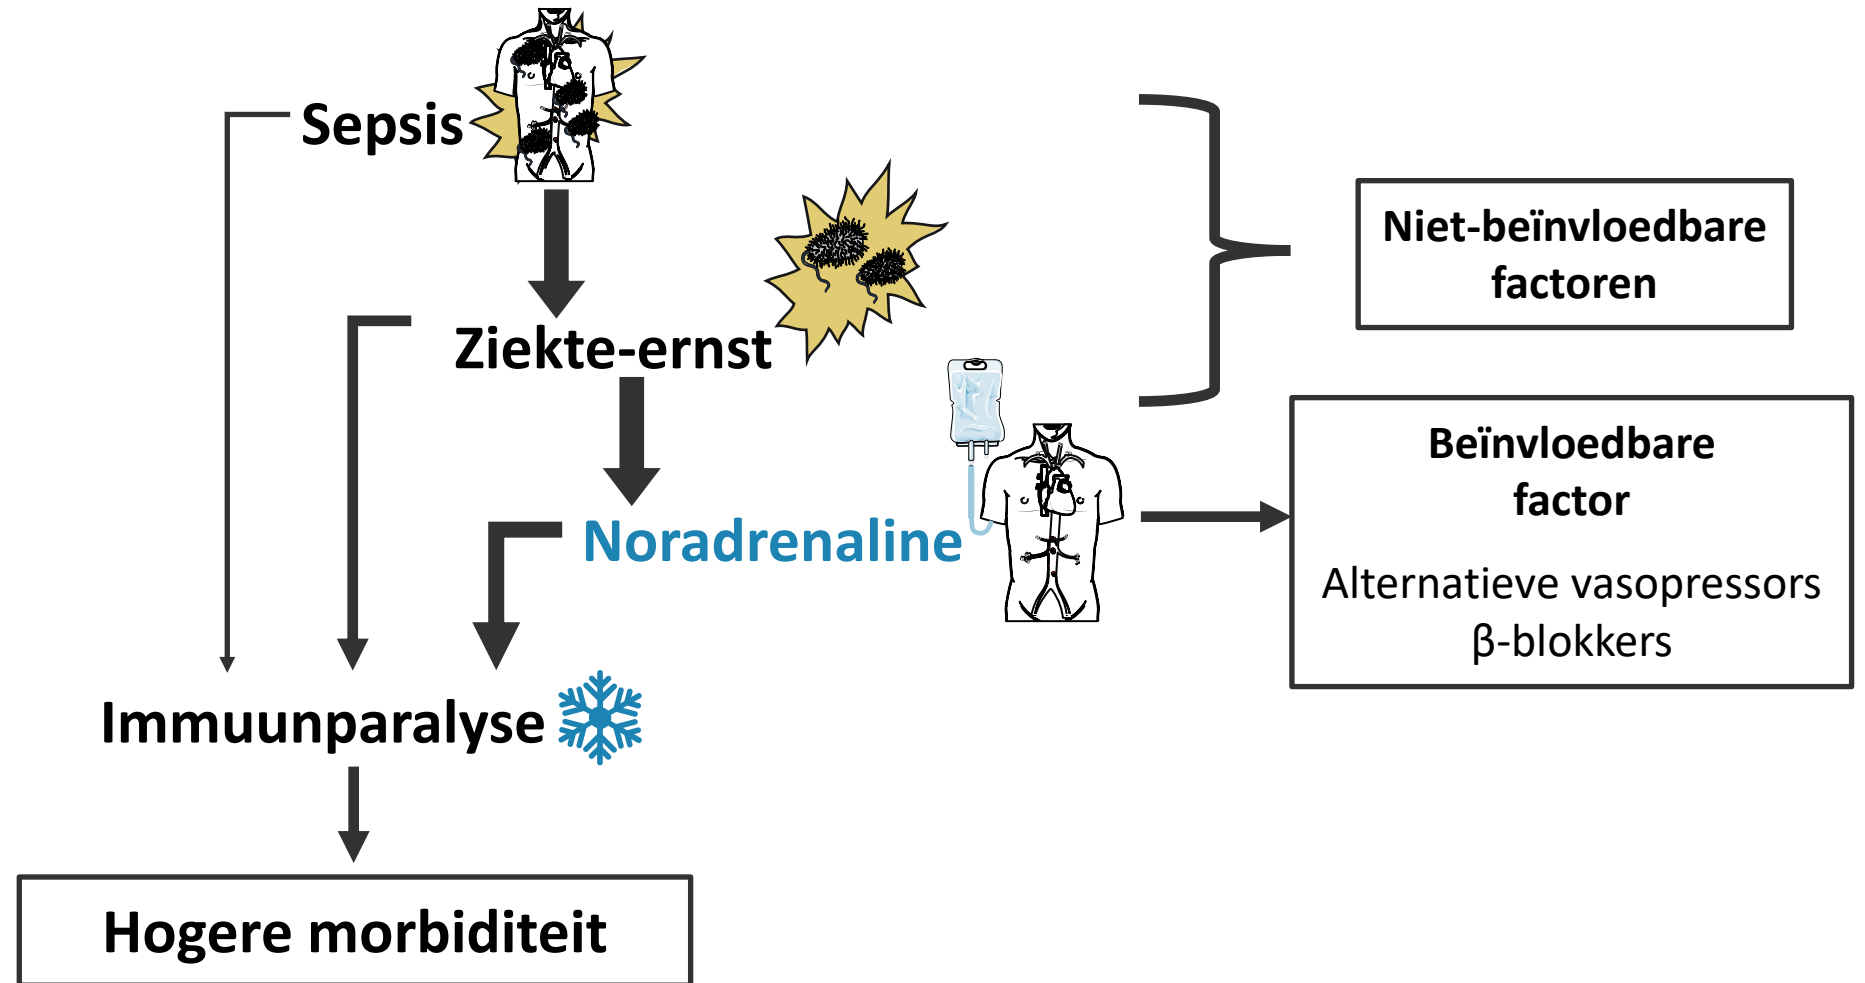 Sepsis
Niet-beïnvloedbare
factoren
Ziekte-ernst
Beïnvloedbare
factor
Noradrenaline
Alternatieve vasopressors
β-blokkers
Immuunparalyse
Hogere morbiditeit